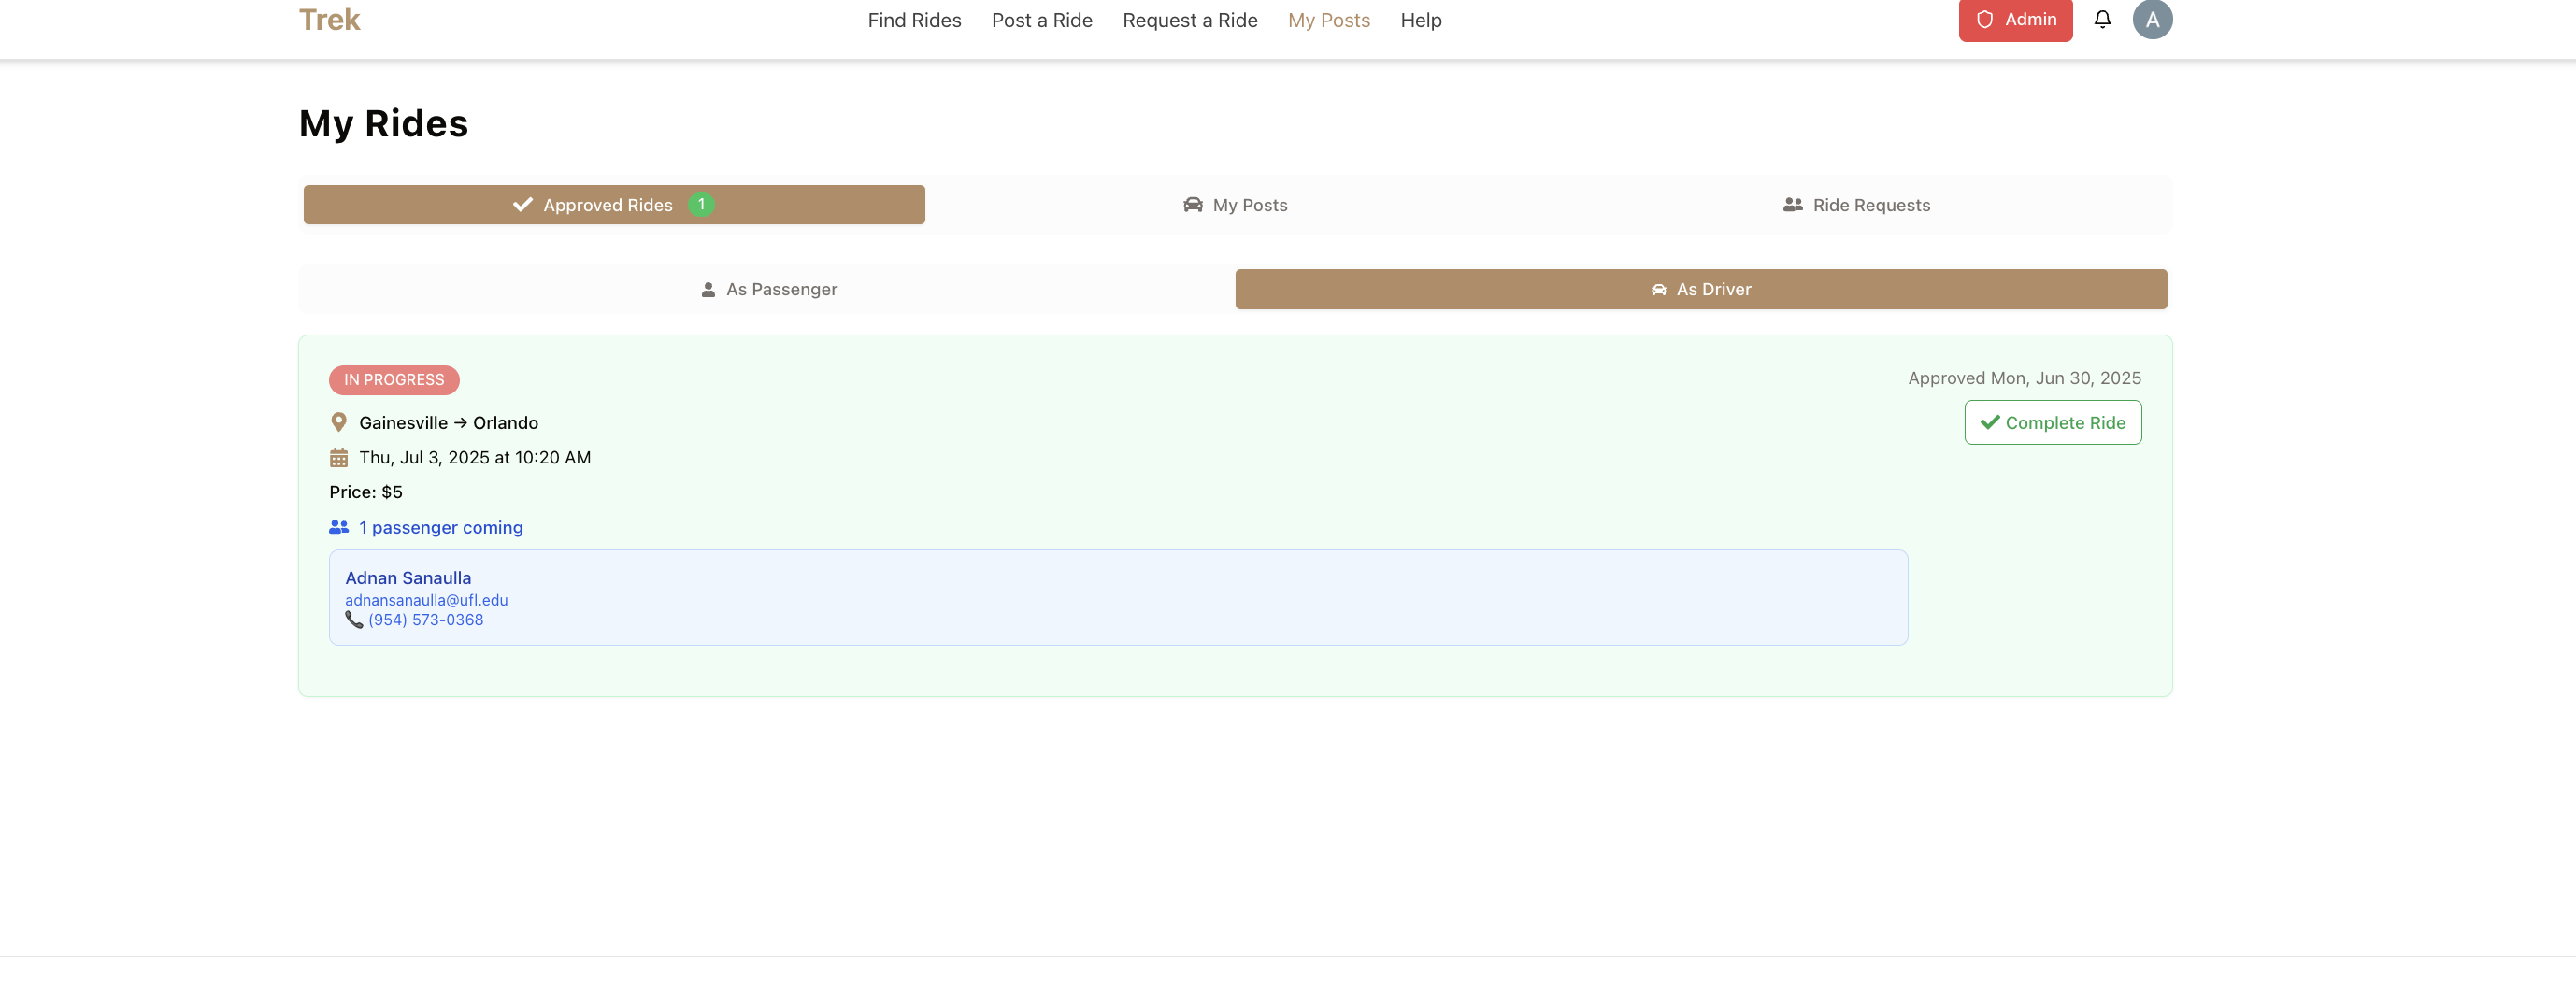 Trek
Find Rides
Post a Ride
Request a Ride
My Posts
Help
Admin
A
My Rides
Approved Rides 1
My Posts
Ride Requests
As Passenger
As Driver
IN PROGRESS
Approved Mon, Jun 30, 2025
Gainesville → Orlando
Complete Ride
Thu, Jul 3, 2025 at 10:20 AM
Price: $5
1 passenger coming
Adnan Sanaulla
adnansanaulla@ufl.edu
(954) 573-0368